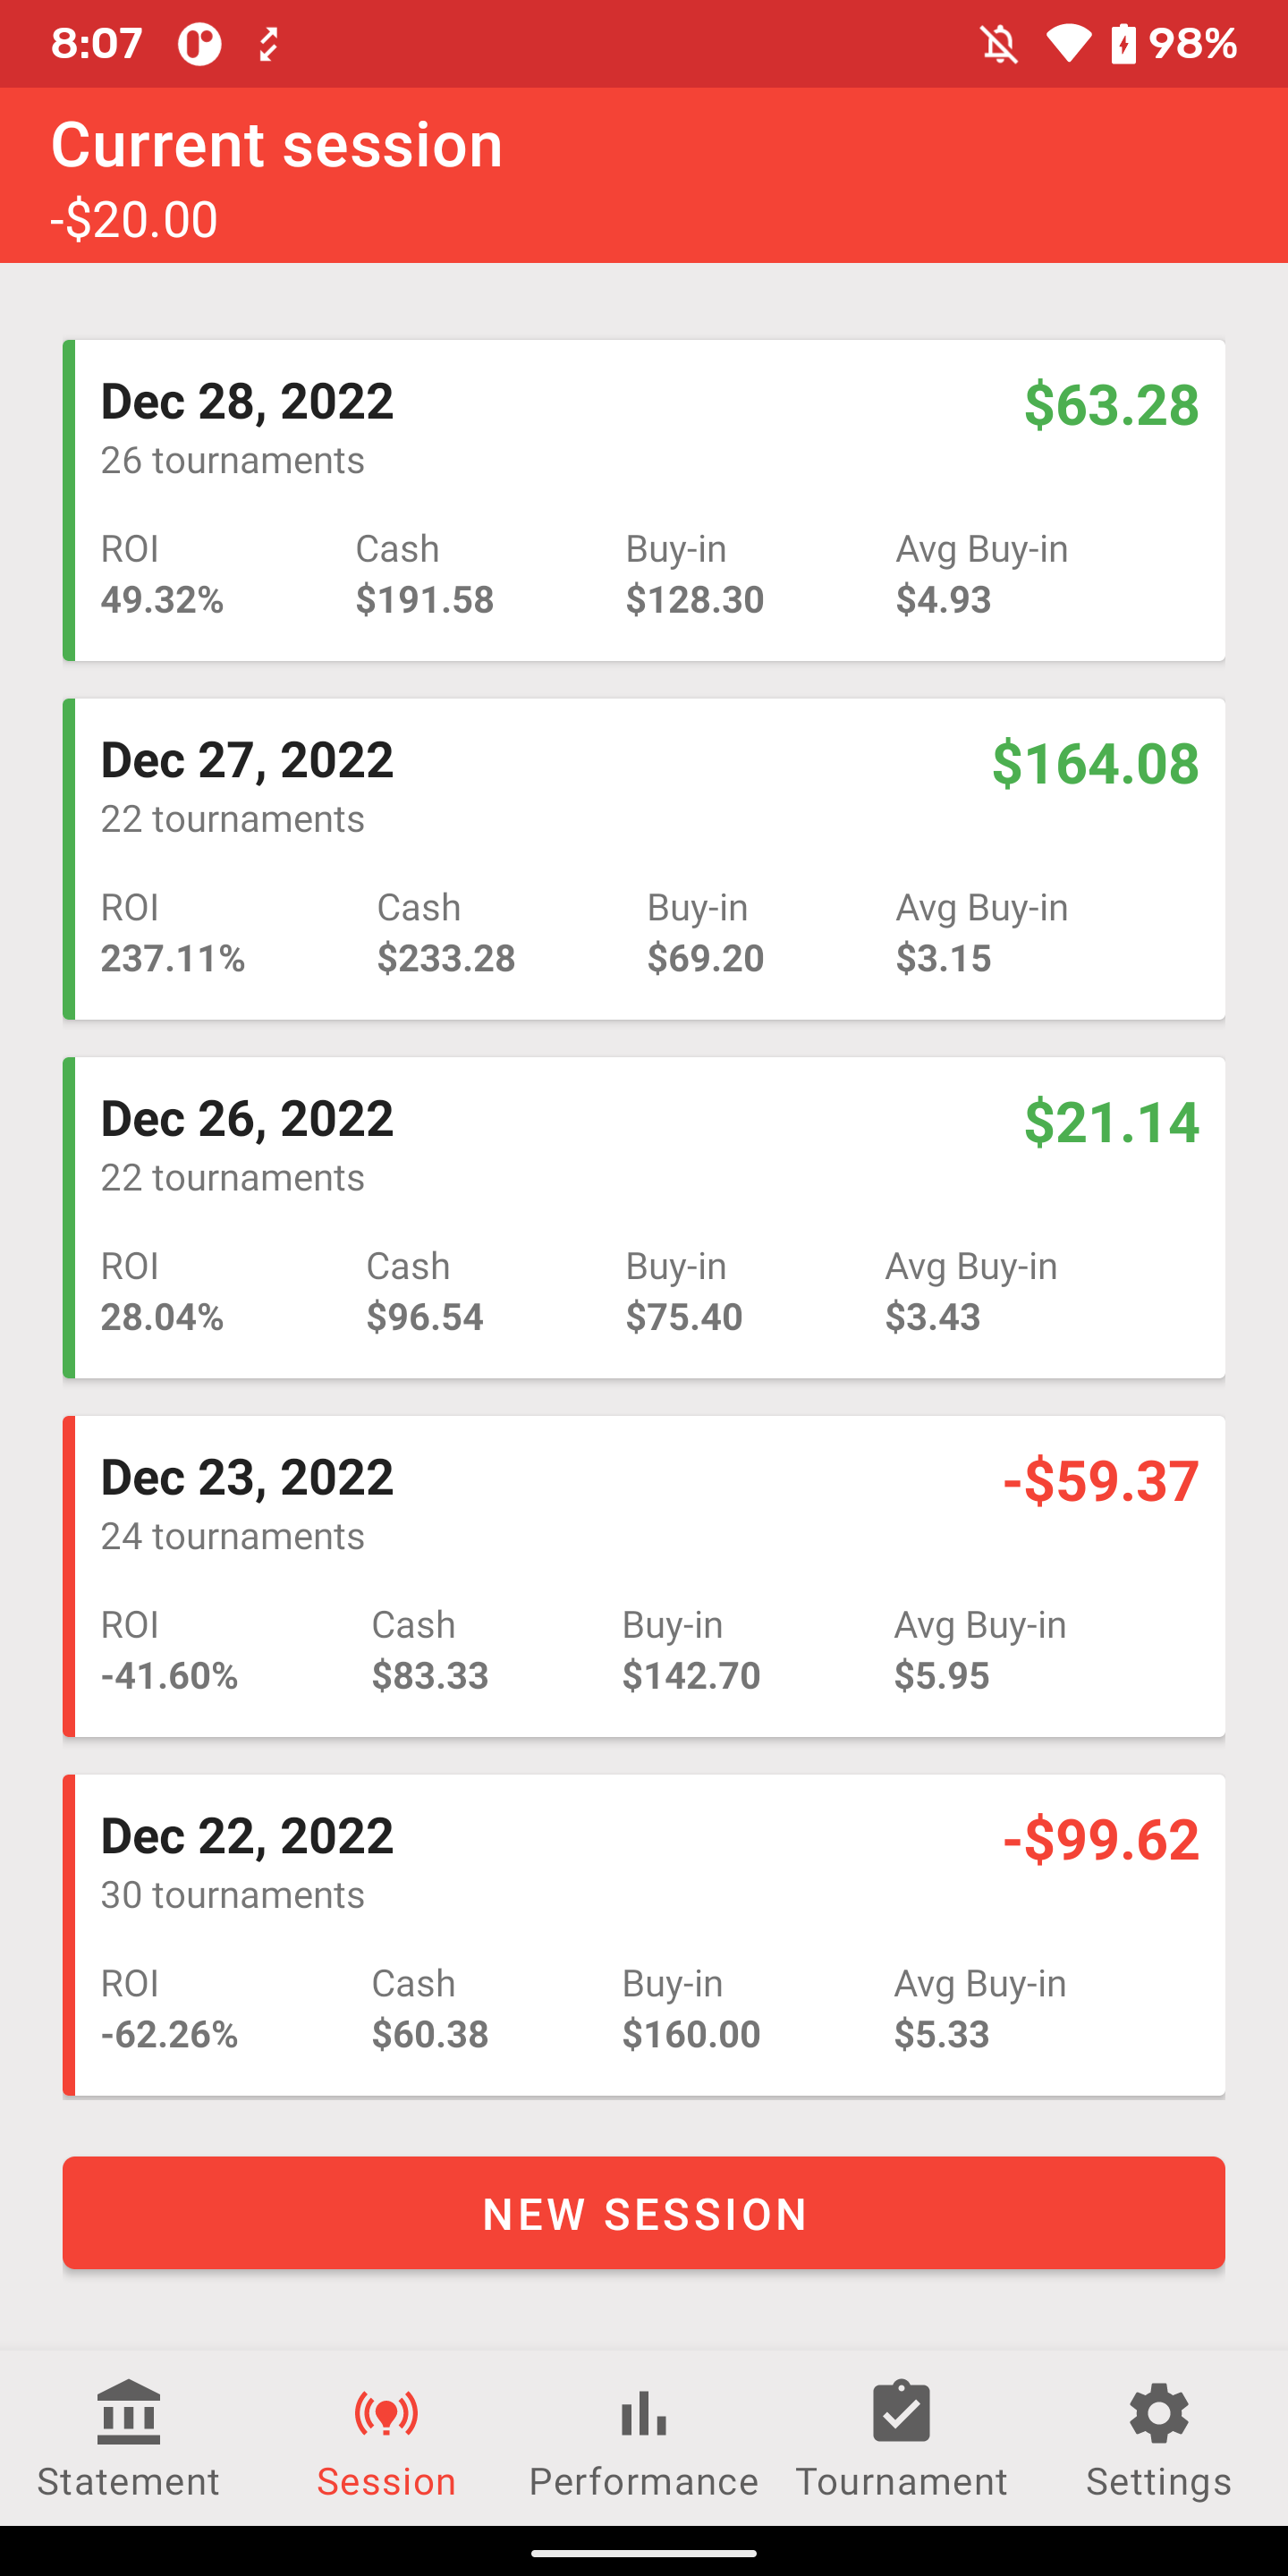 8:07
98%
Current session
-$20.00
Dec 28, 2022
$63.28
26 tournaments
ROI Cash Buy-in Avg Buy-in
49.32% $191.58 $128.30 $4.93
Dec 27, 2022
$164.08
22 tournaments
ROI Cash Buy-in Avg Buy-in
237.11% $233.28 $69.20 $3.15
Dec 26, 2022
$21.14
22 tournaments
ROI Cash Buy-in Avg Buy-in
28.04% $96.54 $75.40 $3.43
Dec 23, 2022
-$59.37
24 tournaments
ROI Cash Buy-in Avg Buy-in
-41.60% $83.33 $142.70 $5.95
Dec 22, 2022
-$99.62
30 tournaments
ROI Cash Buy-in Avg Buy-in
-62.26% $60.38 $160.00 $5.33
NEW SESSION
Statement Session Performance Tournament Settings